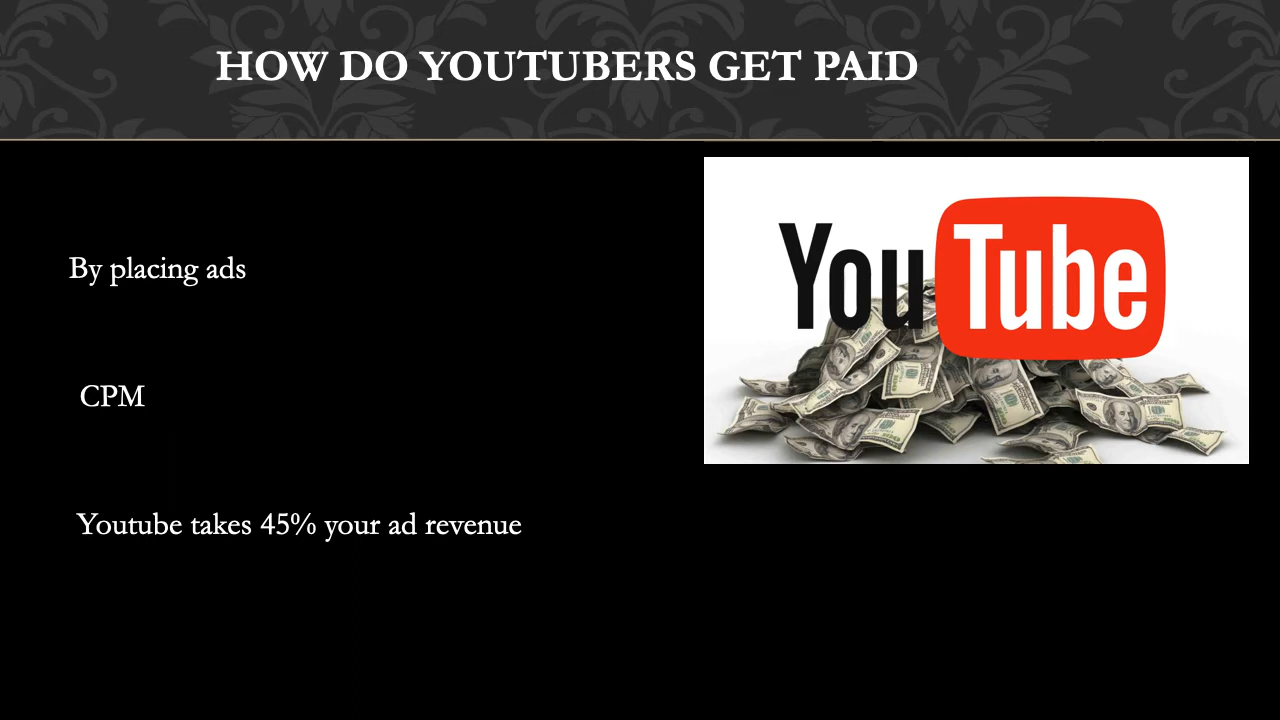 HOW DO YOUTUBERS GET PAID
By placing ads
CPM
Youtube takes 45% your ad revenue
YouTube